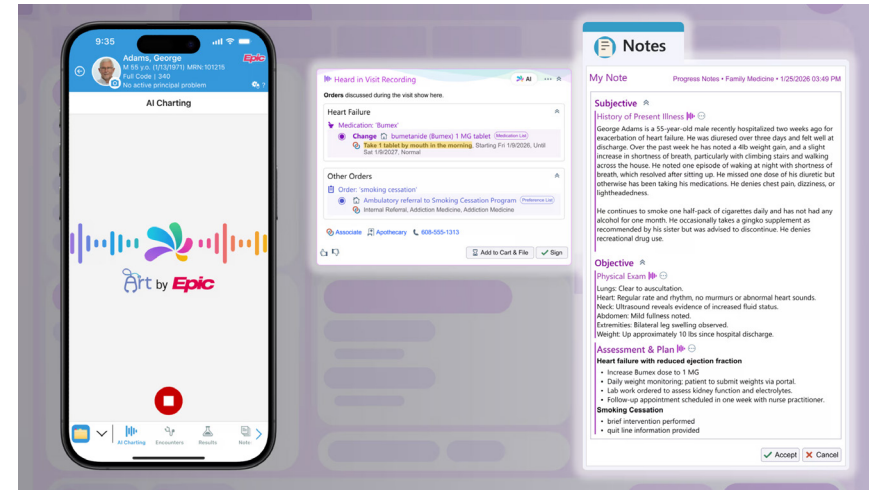 9:35
Adams, George
M 55 y.o. (1/13/1971) MRN:101215
Full Code | 340
No active principal problem
Epic
7
AI Charting
Art by Epic
AI Charting
Encounters
Results
Note
Heard in Visit Recording
AI
Orders discussed during the visit show here.
Heart Failure
Medication: 'Bumex'
Change bumetanide (Bumex) 1 MG tablet Medication List
Take 1 tablet by mouth in the morning, Starting Fri 1/9/2026, Until
Sat 1/9/2027, Normal
Other Orders
Order: 'smoking cessation'
Ambulatory referral to Smoking Cessation Program Preference List
Internal Referral, Addiction Medicine, Addiction Medicine
Associate Apothecary 608-555-1313
Add to Cart & File Sign
Notes
My Note Progress Notes • Family Medicine • 1/25/2026 03:49 PM
Subjective
History of Present Illness
George Adams is a 55-year-old male recently hospitalized two weeks ago for
exacerbation of heart failure. He was diuresed over three days and felt well at
discharge. Over the past week he has noted a 4lb weight gain, and a slight
increase in shortness of breath, particularly with climbing stairs and walking
across the house. He noted one episode of waking at night with shortness of
breath, which resolved after sitting up. He missed one dose of his diuretic but
otherwise has been taking his medications. He denies chest pain, dizziness, or
lightheadedness.
He continues to smoke one half-pack of cigarettes daily and has not had any
alcohol for one month. He occasionally takes a gingko supplement as
recommended by his sister but was advised to discontinue. He denies
recreational drug use.
Objective
Physical Exam
Lungs: Clear to auscultation.
Heart: Regular rate and rhythm, no murmurs or abnormal heart sounds.
Neck: Ultrasound reveals evidence of increased fluid status.
Abdomen: Mild fullness noted.
Extremities: Bilateral leg swelling observed.
Weight: Up approximately 10 lbs since hospital discharge.
Assessment & Plan
Heart failure with reduced ejection fraction
• Increase Bumex dose to 1 MG
• Daily weight monitoring; patient to submit weights via portal.
• Lab work ordered to assess kidney function and electrolytes.
• Follow-up appointment scheduled in one week with nurse practitioner.
Smoking Cessation
• brief intervention performed
• quit line information provided
Accept Cancel